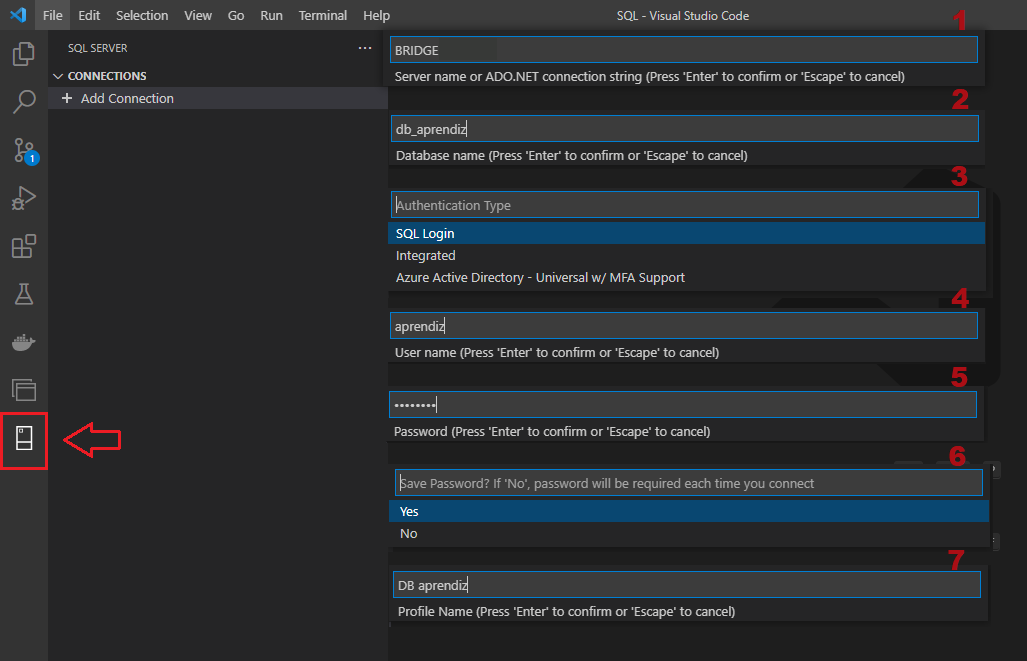 File Edit Selection View Go Run Terminal Help SQL - Visual Studio Code
SQL SERVER ...
CONNECTIONS
+ Add Connection
1
1
BRIDGE
Server name or ADO.NET connection string (Press 'Enter' to confirm or 'Escape' to cancel)
2
db_aprendiz
Database name (Press 'Enter' to confirm or 'Escape' to cancel)
3
Authentication Type
SQL Login
Integrated
Azure Active Directory - Universal w/ MFA Support
4
aprendiz
User name (Press 'Enter' to confirm or 'Escape' to cancel)
5
••••••••
Password (Press 'Enter' to confirm or 'Escape' to cancel)
6
Save Password? If 'No', password will be required each time you connect
Yes
No
7
DB aprendiz
Profile Name (Press 'Enter' to confirm or 'Escape' to cancel)